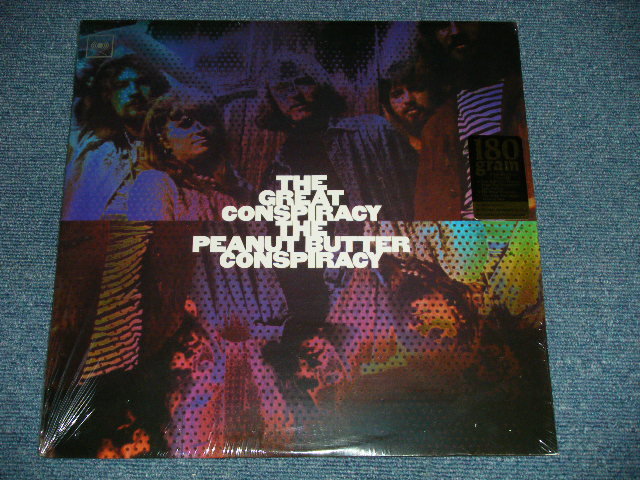 THE
GREAT
CONSPIRACY
THE
PEANUT BUTTER
CONSPIRACY
180
gram